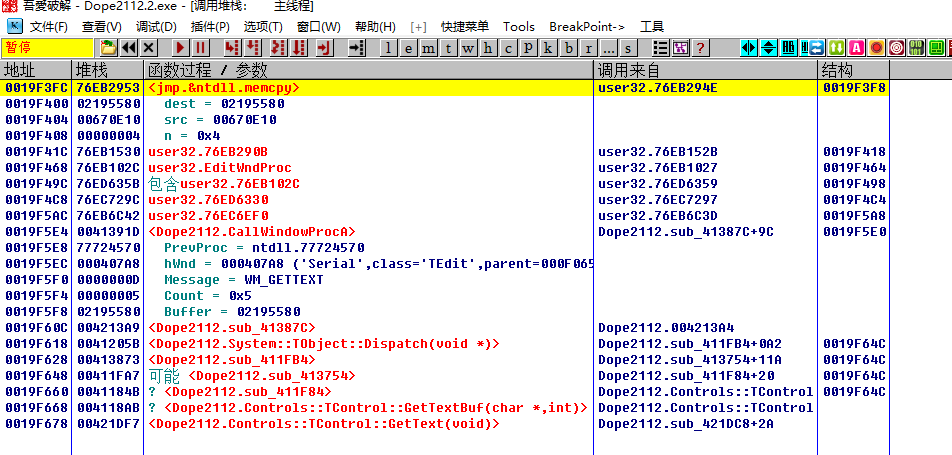 吾愛破解 - Dope2112.2.exe - [调用堆栈: 主线程]
文件(F) 查看(V) 调试(D) 插件(P) 选项(T) 窗口(W) 帮助(H) [+] 快捷菜单 Tools BreakPoint-> 工具
暂停 l e m t w h c p k b r ... s ?
地址 堆栈 函数过程 / 参数 调用来自 结构
0019F3FC 76EB2953 <jmp.&ntdll.memcpy> user32.76EB294E 0019F3F8
0019F400 02195580 dest = 02195580
0019F404 00670E10 src = 00670E10
0019F408 00000004 n = 0x4
0019F41C 76EB1530 user32.76EB290B user32.76EB152B 0019F418
0019F468 76EB102C user32.EditWndProc user32.76EB1027 0019F464
0019F49C 76ED635B 包含user32.76EB102C user32.76ED6359 0019F498
0019F4C8 76EC729C user32.76ED6330 user32.76EC7297 0019F4C4
0019F5AC 76EB6C42 user32.76EC6EF0 user32.76EB6C3D 0019F5A8
0019F5E4 0041391D <Dope2112.CallWindowProcA> Dope2112.sub_41387C+9C 0019F5E0
0019F5E8 77724570 PrevProc = ntdll.77724570
0019F5EC 000407A8 hWnd = 000407A8 ('Serial',class='TEdit',parent=000F065
0019F5F0 0000000D Message = WM_GETTEXT
0019F5F4 00000005 Count = 0x5
0019F5F8 02195580 Buffer = 02195580
0019F60C 004213A9 <Dope2112.sub_41387C> Dope2112.004213A4
0019F618 0041205B <Dope2112.System::TObject::Dispatch(void *)> Dope2112.sub_411FB4+0A2 0019F64C
0019F628 00413873 <Dope2112.sub_411FB4> Dope2112.sub_413754+11A 0019F64C
0019F648 00411FA7 可能 <Dope2112.sub_413754> Dope2112.sub_411F84+20 0019F64C
0019F660 0041184B ? <Dope2112.sub_411F84> Dope2112.Controls::TControl 0019F64C
0019F668 004118AB ? <Dope2112.Controls::TControl::GetTextBuf(char *,int)> Dope2112.Controls::TControl
0019F678 00421DF7 <Dope2112.Controls::TControl::GetText(void)> Dope2112.sub_421DC8+2A